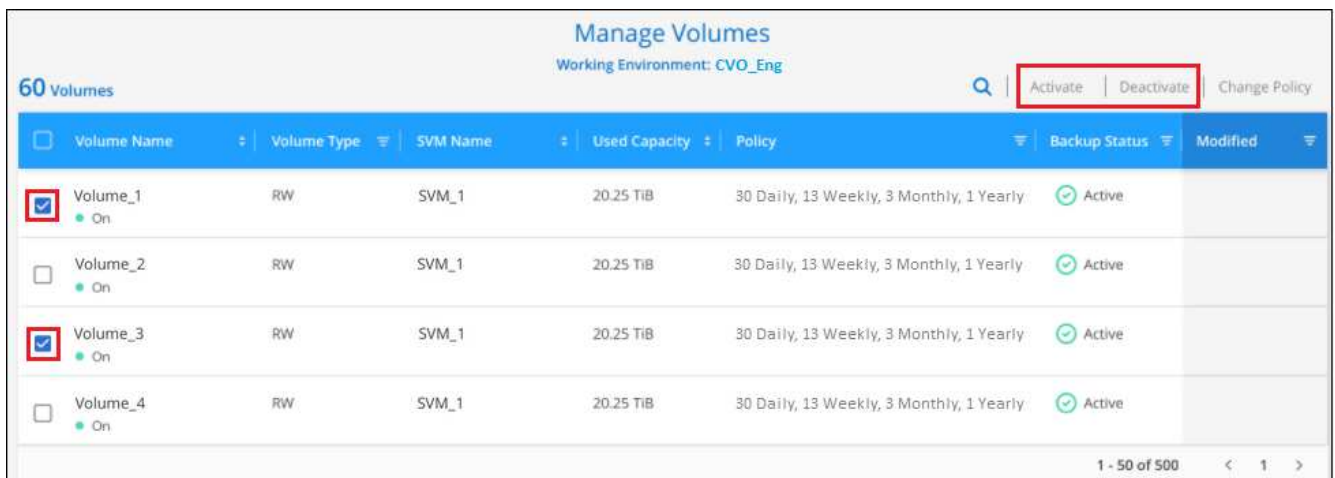 Manage Volumes
Working Environment: CVO_Eng
60 Volumes
Activate | Deactivate | Change Policy
Volume Name Volume Type SVM Name Used Capacity Policy Backup Status Modified
Volume_1 RW SVM_1 20.25 TiB 30 Daily, 13 Weekly, 3 Monthly, 1 Yearly Active
On
Volume_2 RW SVM_1 20.25 TiB 30 Daily, 13 Weekly, 3 Monthly, 1 Yearly Active
On
Volume_3 RW SVM_1 20.25 TiB 30 Daily, 13 Weekly, 3 Monthly, 1 Yearly Active
On
Volume_4 RW SVM_1 20.25 TiB 30 Daily, 13 Weekly, 3 Monthly, 1 Yearly Active
On
1 - 50 of 500 < 1 >